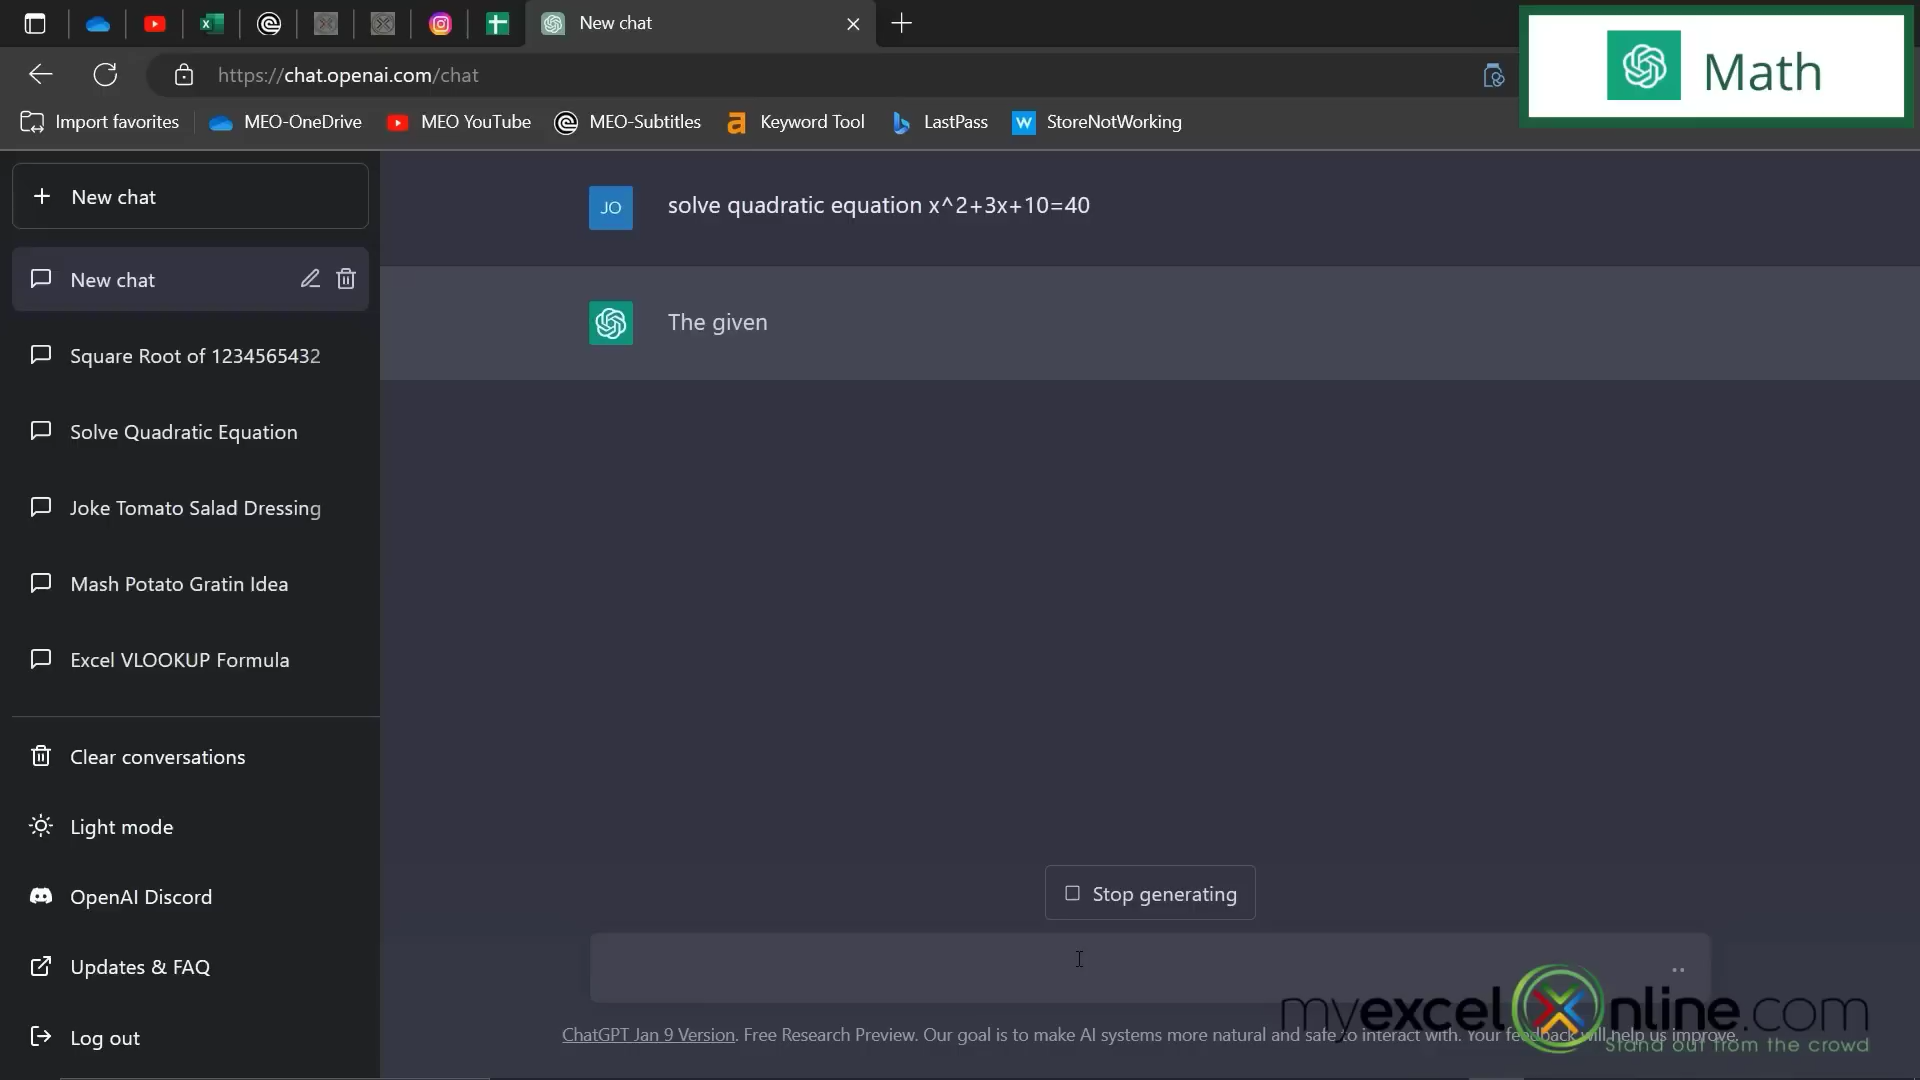 New chat
Math
https://chat.openai.com/chat
Import favorites MEO-OneDrive MEO YouTube MEO-Subtitles Keyword Tool LastPass StoreNotWorking
New chat
JO solve quadratic equation x^2+3x+10=40
New chat
The given
Square Root of 1234565432
Solve Quadratic Equation
Joke Tomato Salad Dressing
Mash Potato Gratin Idea
Excel VLOOKUP Formula
Clear conversations
Light mode
Stop generating
OpenAI Discord
Updates & FAQ
myexcelonline.com
ChatGPT Jan 9 Version. Free Research Preview. Our goal is to make AI systems more natural and safe to interact with. Your feedback will help us improve.
Stand out from the crowd
Log out